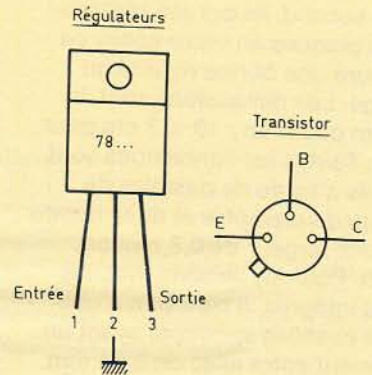 Régulateurs
78...
Entrée
Sortie
1
2
3
Transistor
B
E
C